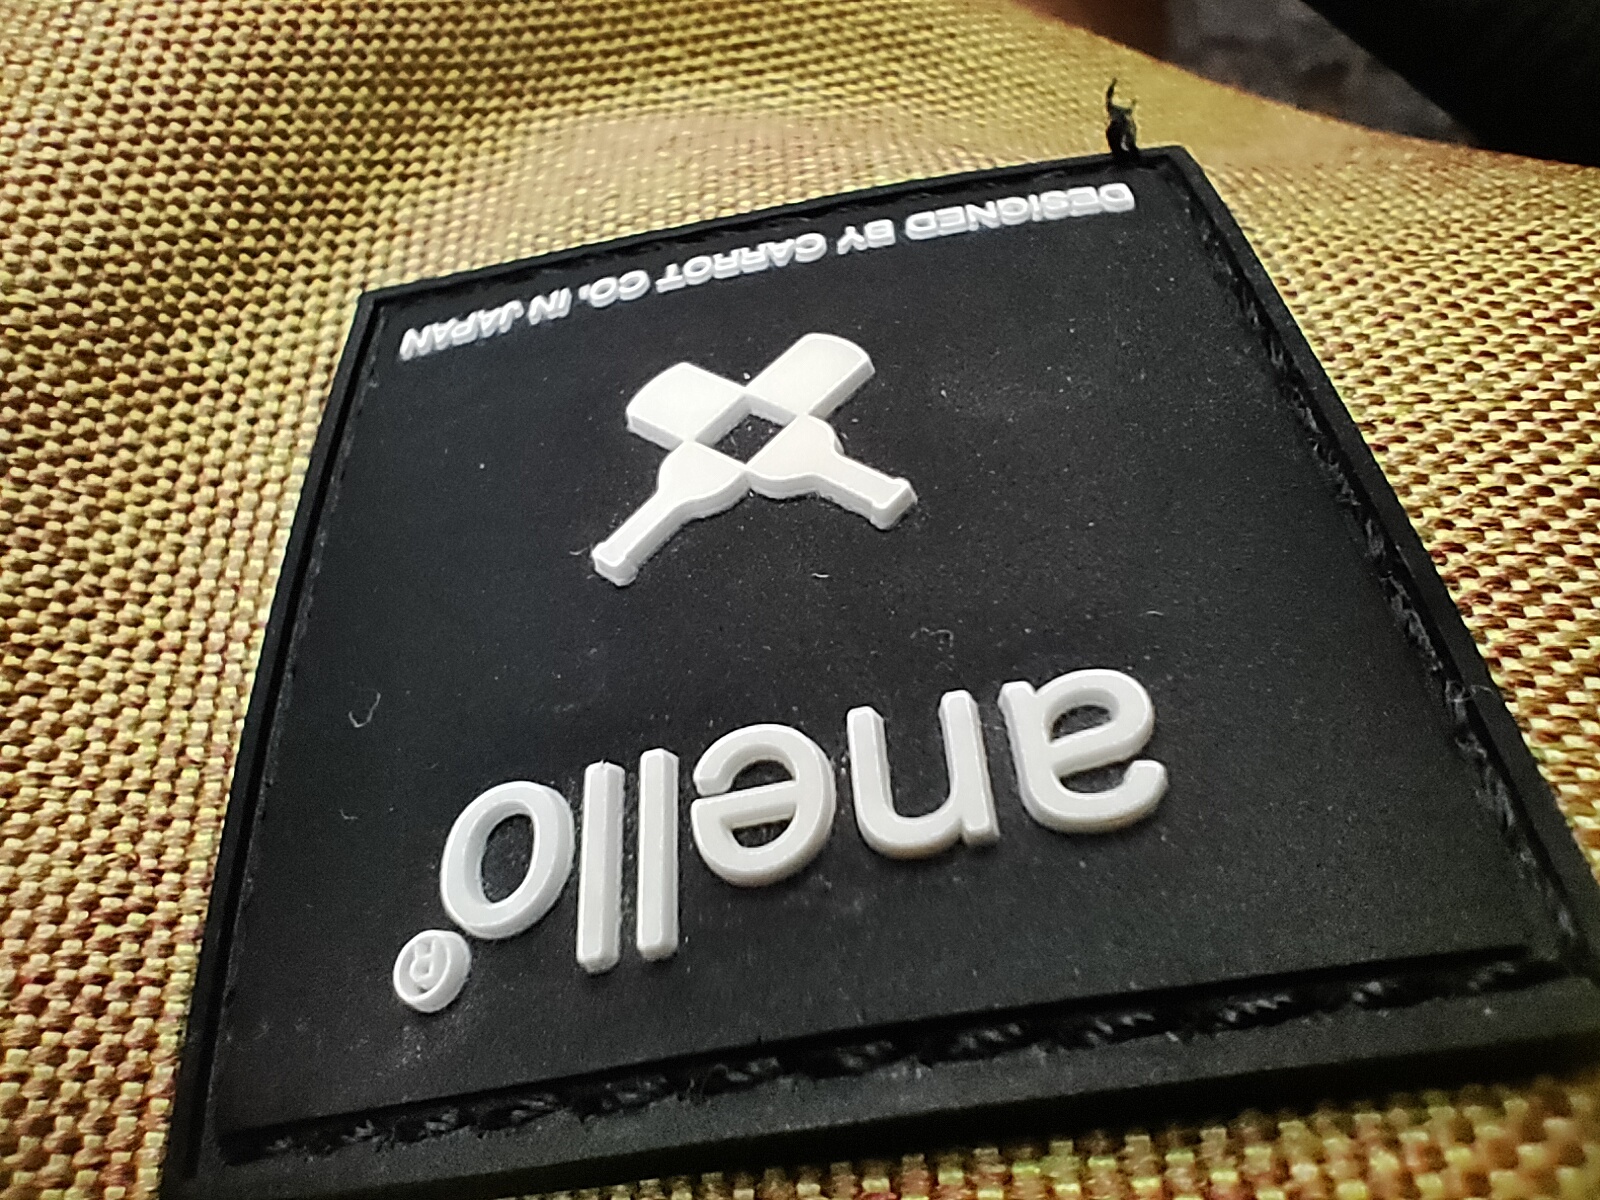 anello®
DESIGNED BY CARROT CO. IN JAPAN